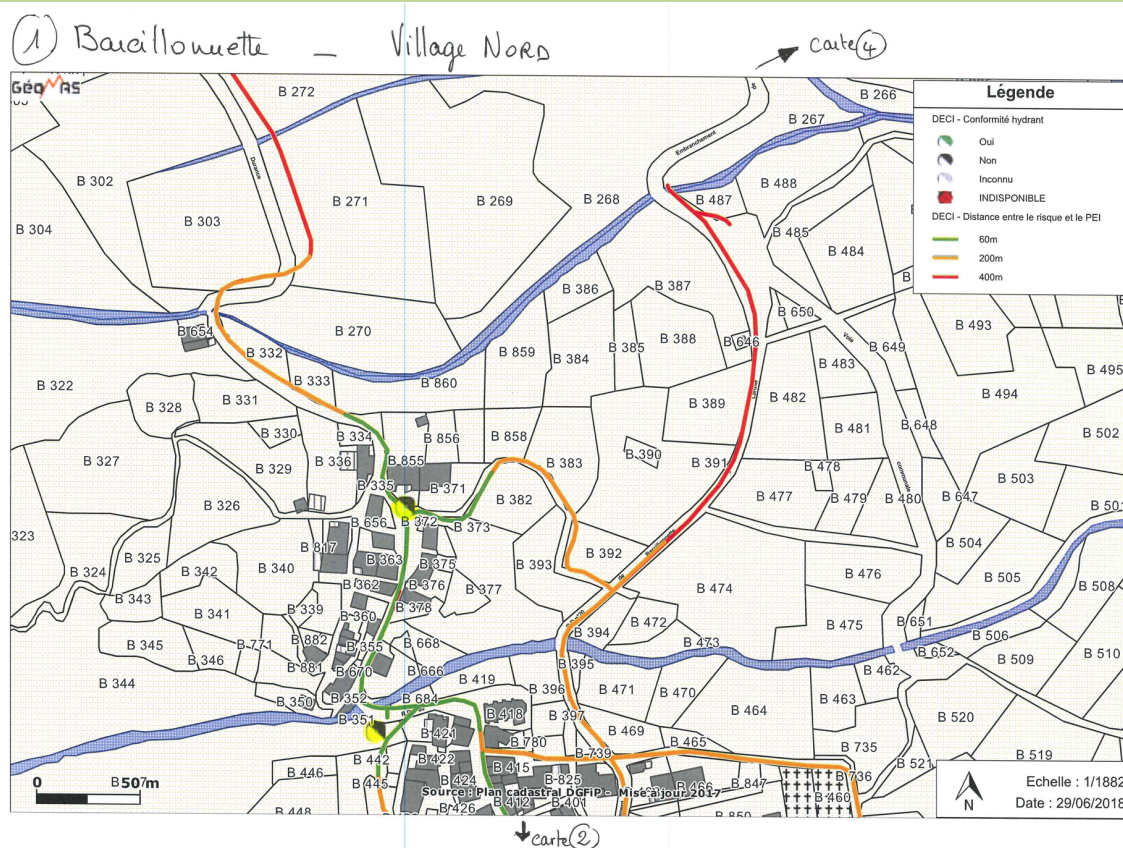 ① Barcillonnette — Village NORD
→ carte ④
GéoMAS
Légende
DECI - Conformité hydrant
Oui
Non
Inconnu
INDISPONIBLE
DECI - Distance entre le risque et le PEI
60m
200m
400m
B 272
B 266
B 267
Embranchement
de
Durance
B 302
B 271
B 269
B 268
B 487
B 488
B 303
B 304
B 485
B 484
B 386
B 387
B 650
B 654
B 270
B 332
B 859
B 384
B 385
B 388
B 646
B 483
Voie
B 649
B 493
B 322
B 333
B 860
B 495
B 328
B 331
B 389
B 482
B 494
B 330
B 334
B 856
B 858
B 481
B 648
B 502
B 327
B 329
B 336
B 855
B 383
B 390
B 391
B 478
B 503
B 335
B 371
B 382
B 477
B 479
B 480
communale
B 647
B 501
B 326
B 656
B 372
B 373
323
B 325
B 817
B 363
B 375
B 393
B 392
de
B 504
B 324
B 342
B 340
B 362
B 376
B 377
B 474
B 476
B 505
B 508
B 343
B 341
B 339
B 360
B 378
B 472
B 475
B 651
B 506
B 345
B 346
B 771
B 882
B 355
B 668
B 394
B 473
B 652
B 510
B 344
B 881
B 670
B 666
B 419
B 395
B 462
B 509
B 350
B 352
B 684
B 396
B 471
B 470
B 464
B 463
B 520
B 351
B 421
B 418
B 397
B 469
B 465
B 735
B 519
B 442
B 422
B 780
B 739
B 521
B 446
B 445
B 424
B 415
B 825
B 466
B 847
B 736
B 507
B 448
B 426
B 412
B 401
B 460
B 850
0 50m
Source : Plan cadastral DGFiP - Mise à jour 2017
N
Echelle : 1/1882
Date : 29/06/2018
↓ carte ②